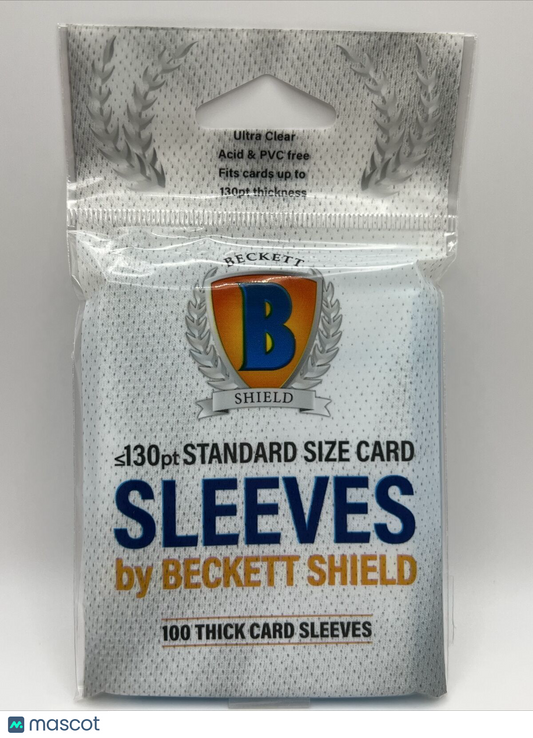 Ultra Clear
Acid & PVC free
Fits cards up to
130pt thickness
BECKETT
B
SHIELD
≤130pt STANDARD SIZE CARD
SLEEVES
by BECKETT SHIELD
100 THICK CARD SLEEVES
mascot